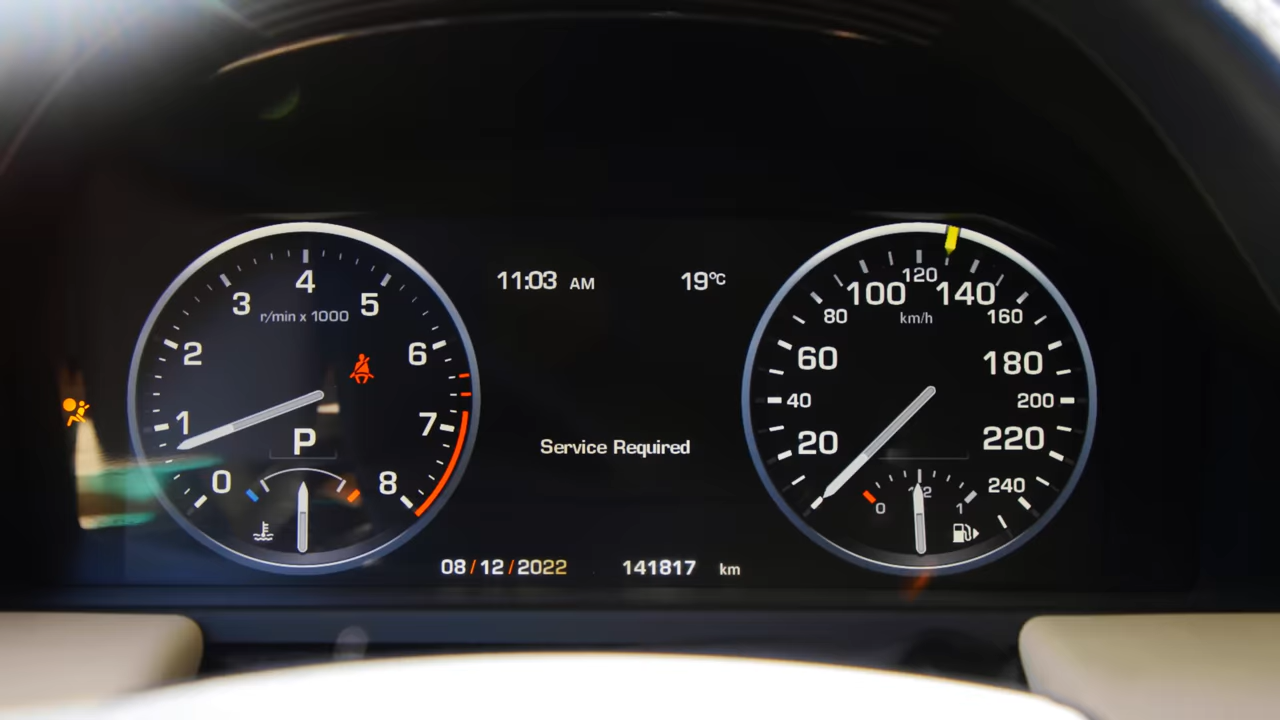 11:03 AM 19°C
4
3 5
r/min x 1000
2 6
1 7
P
0 8
120
100 140
80 160
km/h
60 180
40 200
20 220
240
0 1
Service Required
08/12/2022 141817 km